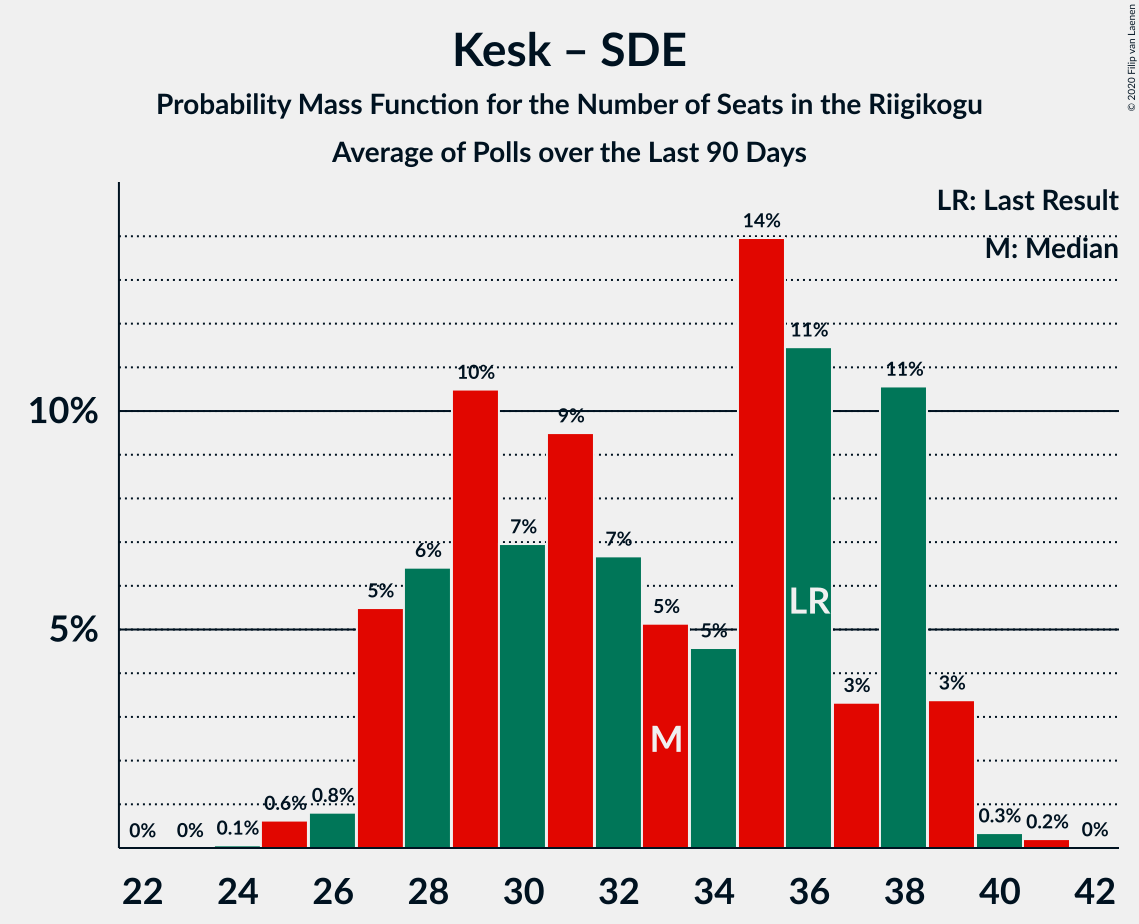 Kesk – SDE
Probability Mass Function for the Number of Seats in the Riigikogu
Average of Polls over the Last 90 Days
© 2020 Filip van Laenen
LR: Last Result
M: Median
10%
5%
0%
0%
0.1%
0.6%
0.8%
5%
6%
10%
7%
9%
7%
5%
5%
14%
11%
3%
11%
3%
0.3%
0.2%
0%
M
LR
22 24 26 28 30 32 34 36 38 40 42